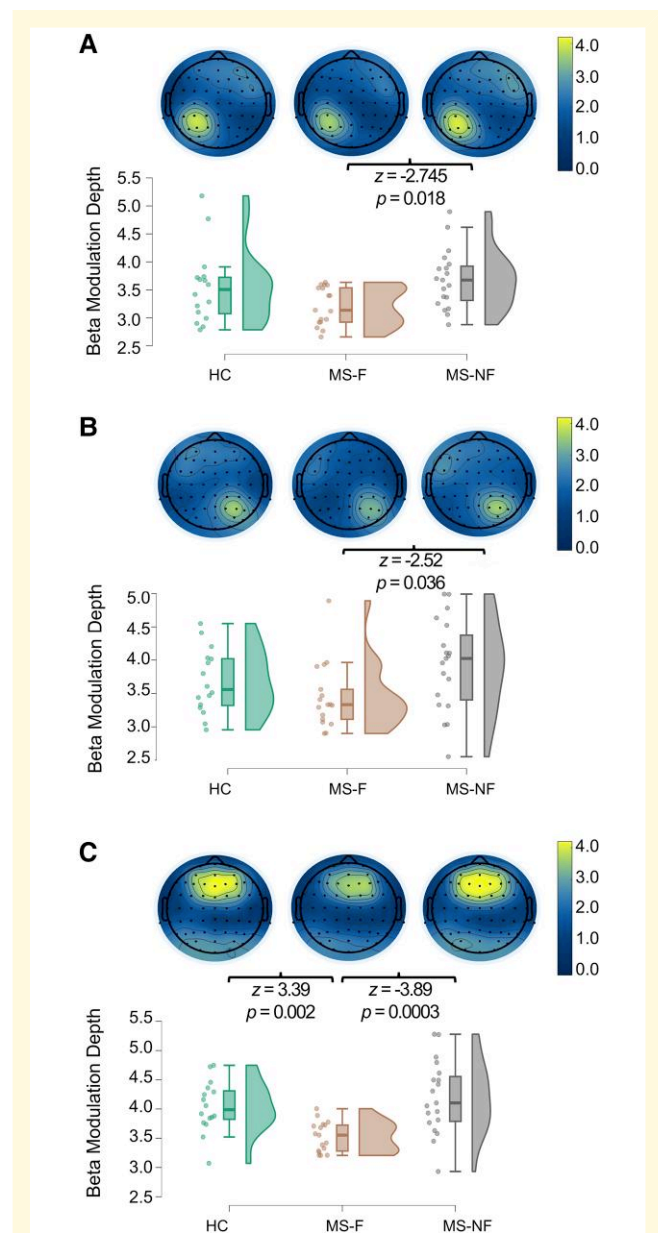 A
4.0
3.0
2.0
1.0
0.0
z = -2.745
p = 0.018
Beta Modulation Depth
5.5
5.0
4.5
4.0
3.5
3.0
2.5
HC
MS-F
MS-NF
B
4.0
3.0
2.0
1.0
0.0
z = -2.52
p = 0.036
Beta Modulation Depth
5.0
4.0
3.5
3.0
2.5
HC
MS-F
MS-NF
C
4.0
3.0
2.0
1.0
0.0
z = 3.39
p = 0.002
z = -3.89
p = 0.0003
Beta Modulation Depth
5.5
5.0
4.5
4.0
3.5
3.0
2.5
HC
MS-F
MS-NF